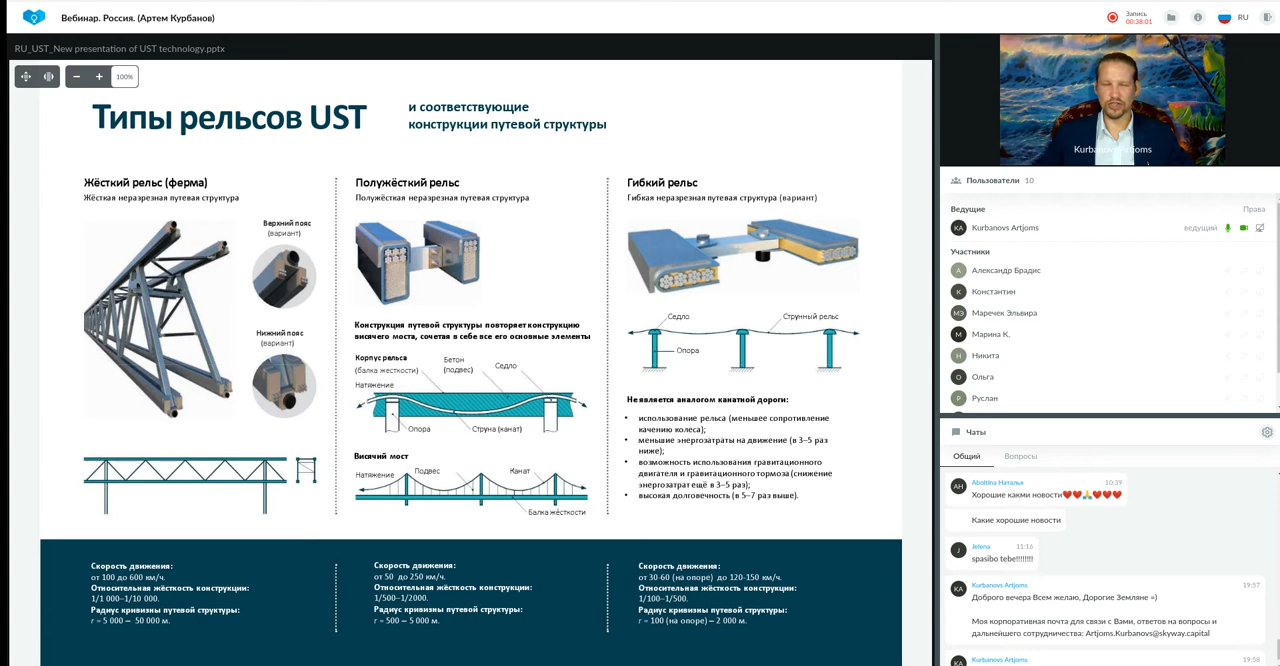 Вебинар. Россия. (Артем Курбанов)
Запись
00:38:01
RU
RU_UST_New presentation of UST technology.pptx
100%
Типы рельсов UST
и соответствующие
конструкции путевой структуры
Жёсткий рельс (ферма)
Жёсткая неразрезная путевая структура
Верхний пояс
(вариант)
Нижний пояс
(вариант)
Полужёсткий рельс
Полужёсткая неразрезная путевая структура
Конструкция путевой структуры повторяет конструкцию
висячего моста, сочетая в себе все его основные элементы
Корпус рельса
(балка жесткости)
Бетон
(подвес)
Седло
Натяжение
Опора
Струна (канат)
Висячий мост
Натяжение
Подвес
Канат
Балка жёсткости
Гибкий рельс
Гибкая неразрезная путевая структура (вариант)
Седло
Струнный рельс
Опора
Не является аналогом канатной дороги:
• использование рельса (меньшее сопротивление
качению колеса);
• меньшие энергозатраты на движение (в 3–5 раз
ниже);
• возможность использования гравитационного
двигателя и гравитационного тормоза (снижение
энергозатрат ещё в 3–5 раз);
• высокая долговечность (в 5–7 раз выше).
Скорость движения:
от 100 до 600 км/ч.
Относительная жёсткость конструкции:
1/1 000–1/10 000.
Радиус кривизны путевой структуры:
r = 5 000 – 50 000 м.
Скорость движения:
от 50 до 250 км/ч.
Относительная жёсткость конструкции:
1/500–1/2000.
Радиус кривизны путевой структуры:
r = 500 – 5 000 м.
Скорость движения:
от 30-60 (на опоре) до 120-150 км/ч.
Относительная жёсткость конструкции:
1/100–1/500.
Радиус кривизны путевой структуры:
r = 100 (на опоре) – 2 000 м.
Kurbanovs Artjoms
Пользователи 10
Ведущие
Права
KA Kurbanovs Artjoms
ведущий
Участники
А Александр Брадис
К Константин
МЭ Маречек Эльвира
М Марина К.
Н Никита
О Ольга
Р Руслан
Чаты
Общий
Вопросы
АН Aboltina Наталья 10:39
Хорошие какми новости❤️❤️🙏❤️❤️❤️
Какие хорошие новости
J Jelena 11:16
spasibo tebe!!!!!!!!
KA Kurbanovs Artjoms 19:57
Доброго вечера Всем желаю, Дорогие Земляне =)
Моя корпоративная почта для связи с Вами, ответов на вопросы и
дальнейшего сотрудничества: Artjoms.Kurbanovs@skyway.capital
KA Kurbanovs Artjoms 19:58